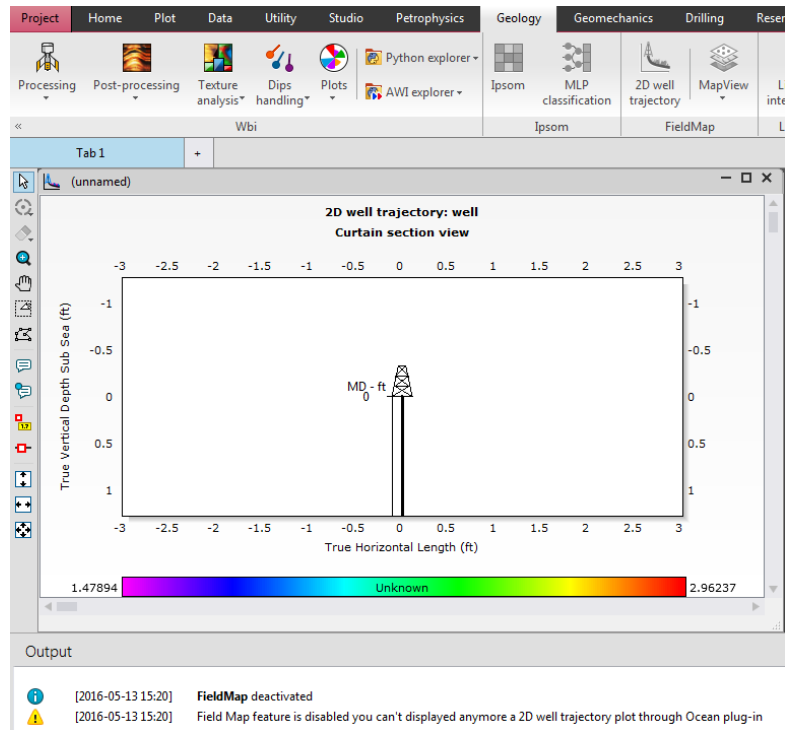 Project Home Plot Data Utility Studio Petrophysics Geology Geomechanics Drilling Reser
Processing Post-processing Texture analysis Dips handling Plots Python explorer AWI explorer Ipsom MLP classification 2D well trajectory MapView L inte
« Wbi Ipsom FieldMap L
Tab 1 +
(unnamed)
2D well trajectory: well
Curtain section view
-3 -2.5 -2 -1.5 -1 -0.5 0 0.5 1 1.5 2 2.5 3
True Vertical Depth Sub Sea (ft)
-1 -1
-0.5 -0.5
MD - ft
0 0 0
0.5 0.5
1 1
-3 -2.5 -2 -1.5 -1 -0.5 0 0.5 1 1.5 2 2.5 3
True Horizontal Length (ft)
1.47894 Unknown 2.96237
Output
[2016-05-13 15:20] FieldMap deactivated
[2016-05-13 15:20] Field Map feature is disabled you can't displayed anymore a 2D well trajectory plot through Ocean plug-in